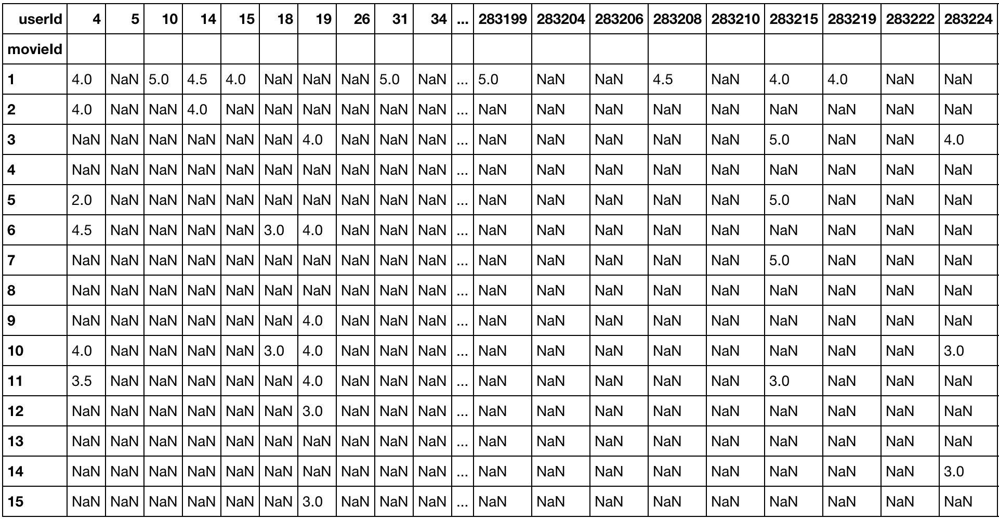 userId 4 5 10 14 15 18 19 26 31 34 ... 283199 283204 283206 283208 283210 283215 283219 283222 283224
movieId
1 4.0 NaN 5.0 4.5 4.0 NaN NaN NaN 5.0 NaN ... 5.0 NaN NaN 4.5 NaN 4.0 4.0 NaN NaN
2 4.0 NaN NaN 4.0 NaN NaN NaN NaN NaN NaN ... NaN NaN NaN NaN NaN NaN NaN NaN NaN
3 NaN NaN NaN NaN NaN NaN 4.0 NaN NaN NaN ... NaN NaN NaN NaN NaN 5.0 NaN NaN 4.0
4 NaN NaN NaN NaN NaN NaN NaN NaN NaN NaN ... NaN NaN NaN NaN NaN NaN NaN NaN NaN
5 2.0 NaN NaN NaN NaN NaN NaN NaN NaN NaN ... NaN NaN NaN NaN NaN 5.0 NaN NaN NaN
6 4.5 NaN NaN NaN NaN 3.0 4.0 NaN NaN NaN ... NaN NaN NaN NaN NaN NaN NaN NaN NaN
7 NaN NaN NaN NaN NaN NaN NaN NaN NaN NaN ... NaN NaN NaN NaN NaN 5.0 NaN NaN NaN
8 NaN NaN NaN NaN NaN NaN NaN NaN NaN NaN ... NaN NaN NaN NaN NaN NaN NaN NaN NaN
9 NaN NaN NaN NaN NaN NaN 4.0 NaN NaN NaN ... NaN NaN NaN NaN NaN NaN NaN NaN NaN
10 4.0 NaN NaN NaN NaN 3.0 4.0 NaN NaN NaN ... NaN NaN NaN NaN NaN NaN NaN NaN 3.0
11 3.5 NaN NaN NaN NaN NaN 4.0 NaN NaN NaN ... NaN NaN NaN NaN NaN 3.0 NaN NaN NaN
12 NaN NaN NaN NaN NaN NaN 3.0 NaN NaN NaN ... NaN NaN NaN NaN NaN NaN NaN NaN NaN
13 NaN NaN NaN NaN NaN NaN NaN NaN NaN NaN ... NaN NaN NaN NaN NaN NaN NaN NaN NaN
14 NaN NaN NaN NaN NaN NaN NaN NaN NaN NaN ... NaN NaN NaN NaN NaN NaN NaN NaN 3.0
15 NaN NaN NaN NaN NaN NaN 3.0 NaN NaN NaN ... NaN NaN NaN NaN NaN NaN NaN NaN NaN